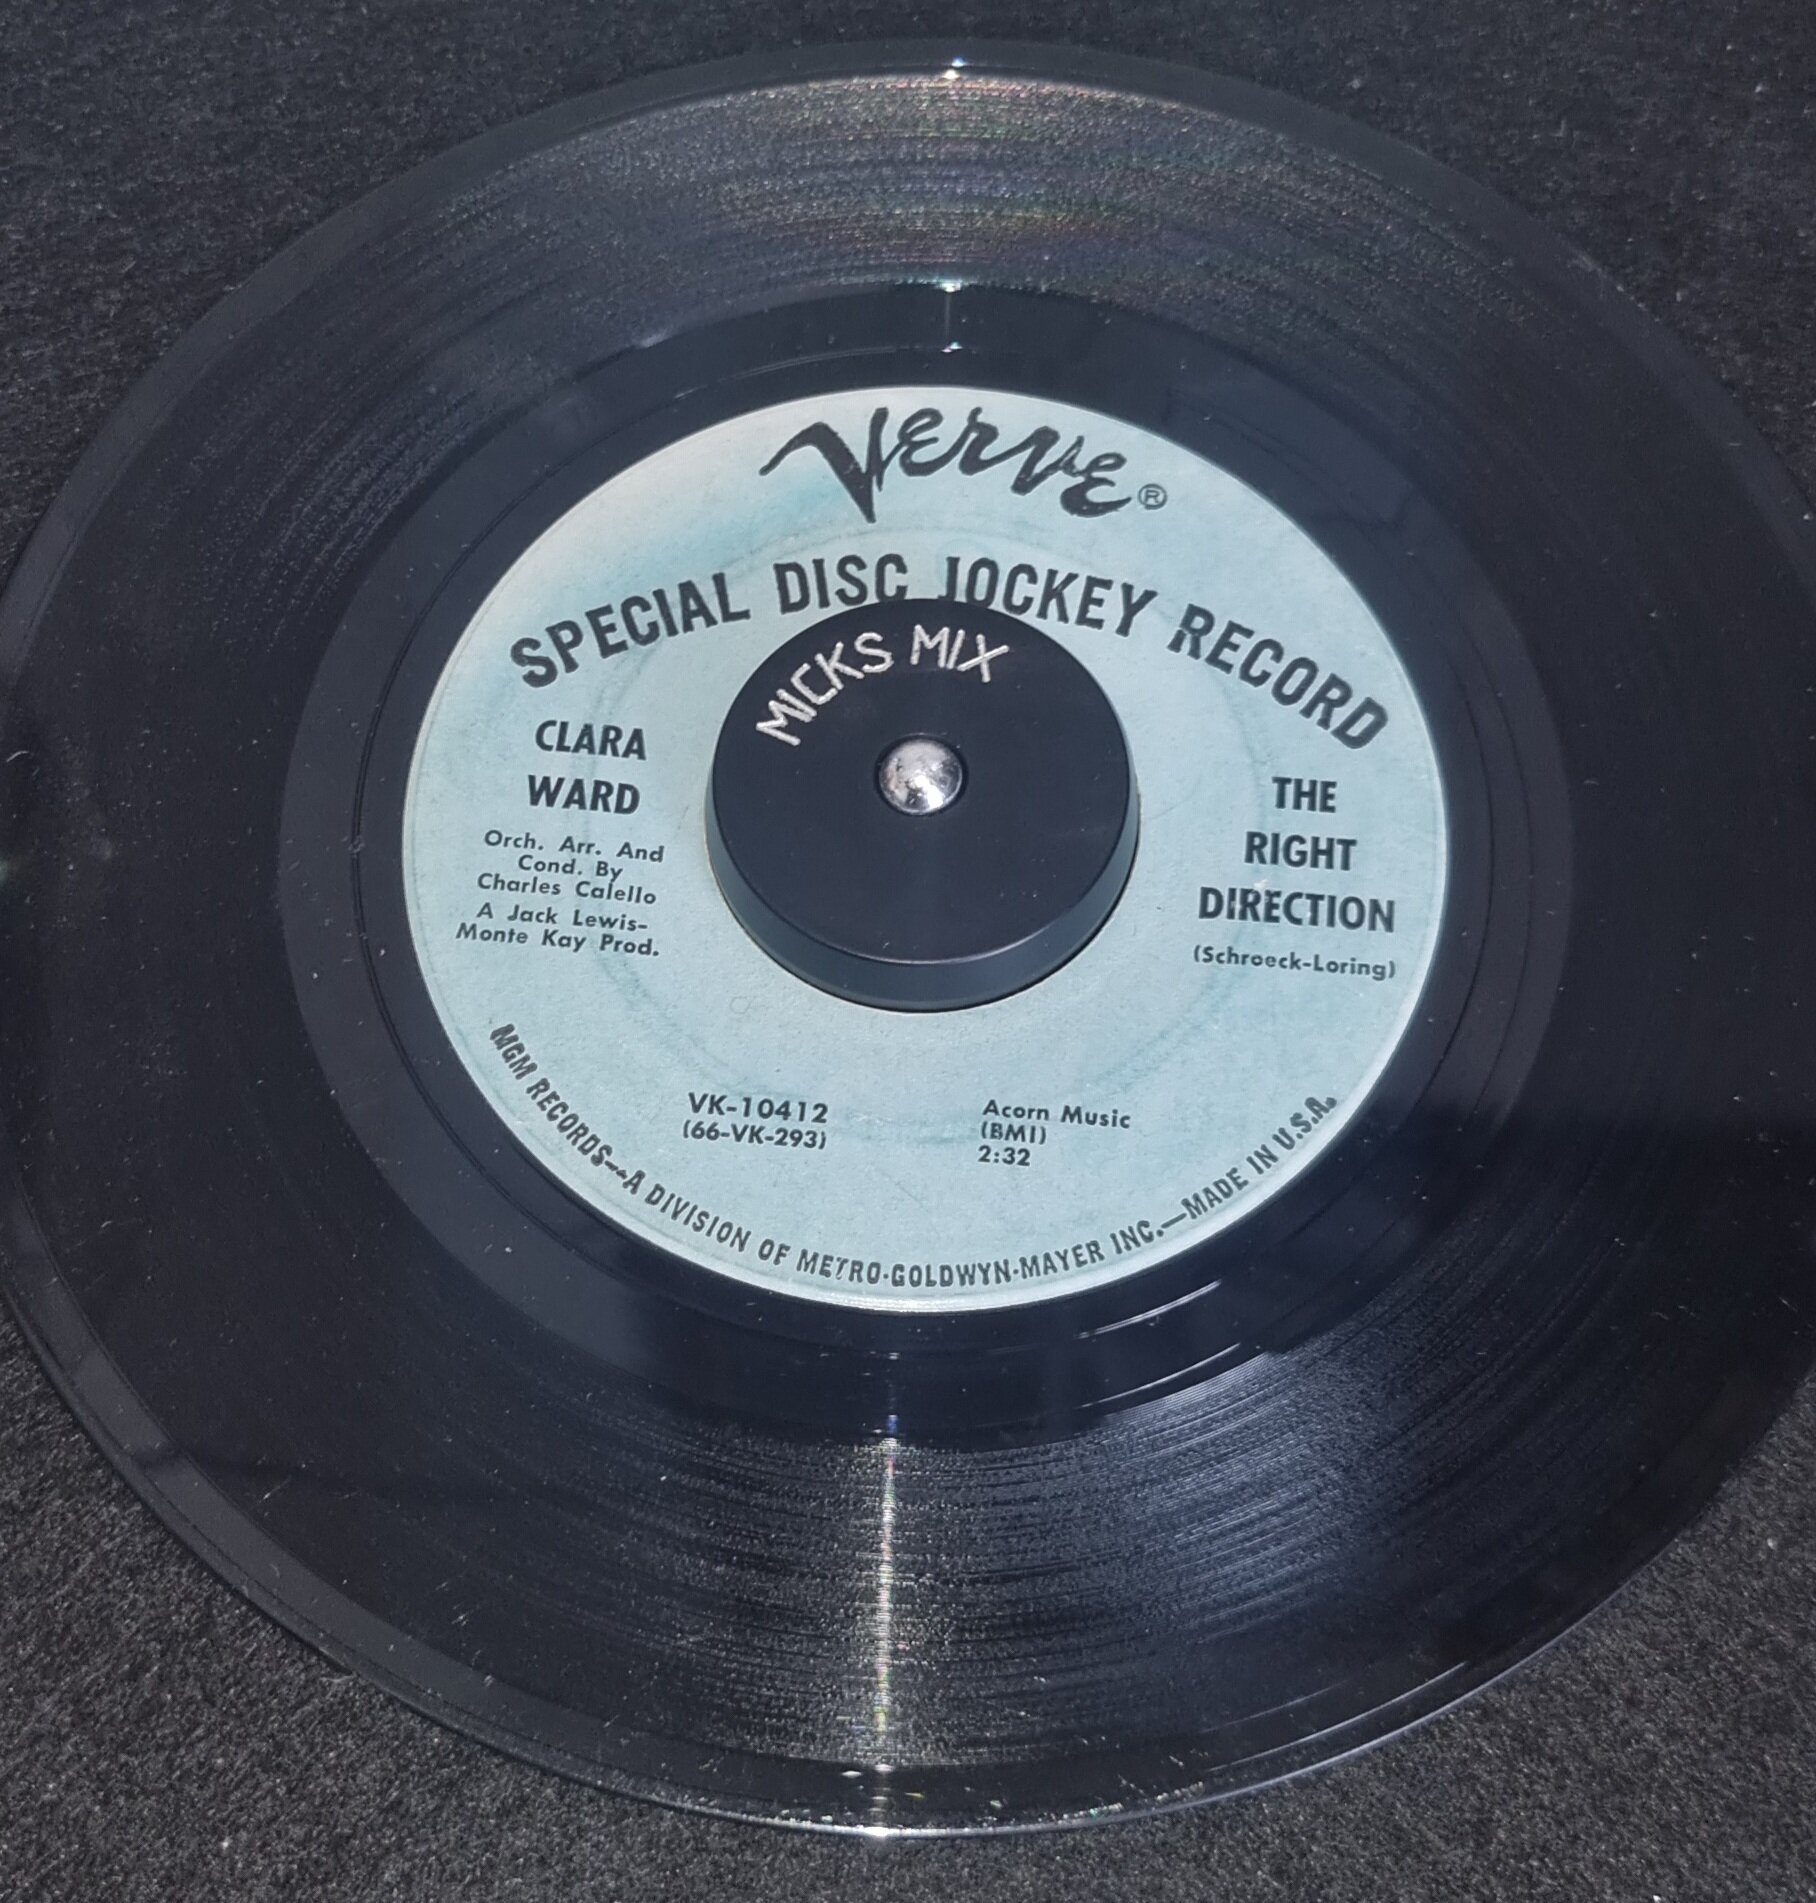 Verve®
SPECIAL DISC JOCKEY RECORD
MICKS MIX
CLARA
WARD
Orch. Arr. And
Cond. By
Charles Calello
A Jack Lewis-
Monte Kay Prod.
THE
RIGHT
DIRECTION
(Schroeck-Loring)
VK-10412
(66-VK-293)
Acorn Music
(BMI)
2:32
MGM RECORDS—A DIVISION OF METRO-GOLDWYN-MAYER INC.—MADE IN U.S.A.